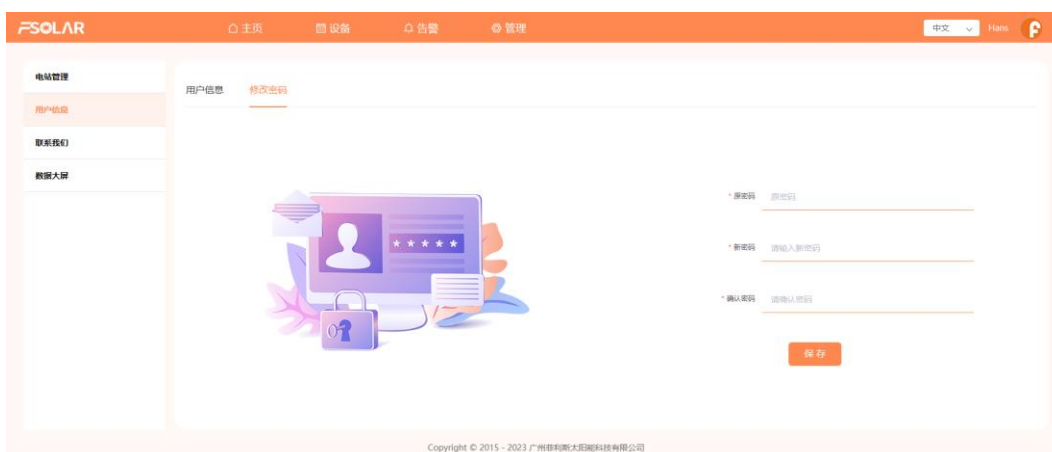 FSOLAR 主页 设备 告警 管理 中文 Hans
电站管理
用户信息
联系我们
数据大屏
用户信息 修改密码
* 原密码 原密码
* 新密码 请输入新密码
* 确认密码 请确认密码
保存
Copyright © 2015 - 2023 广州菲利斯太阳能科技有限公司